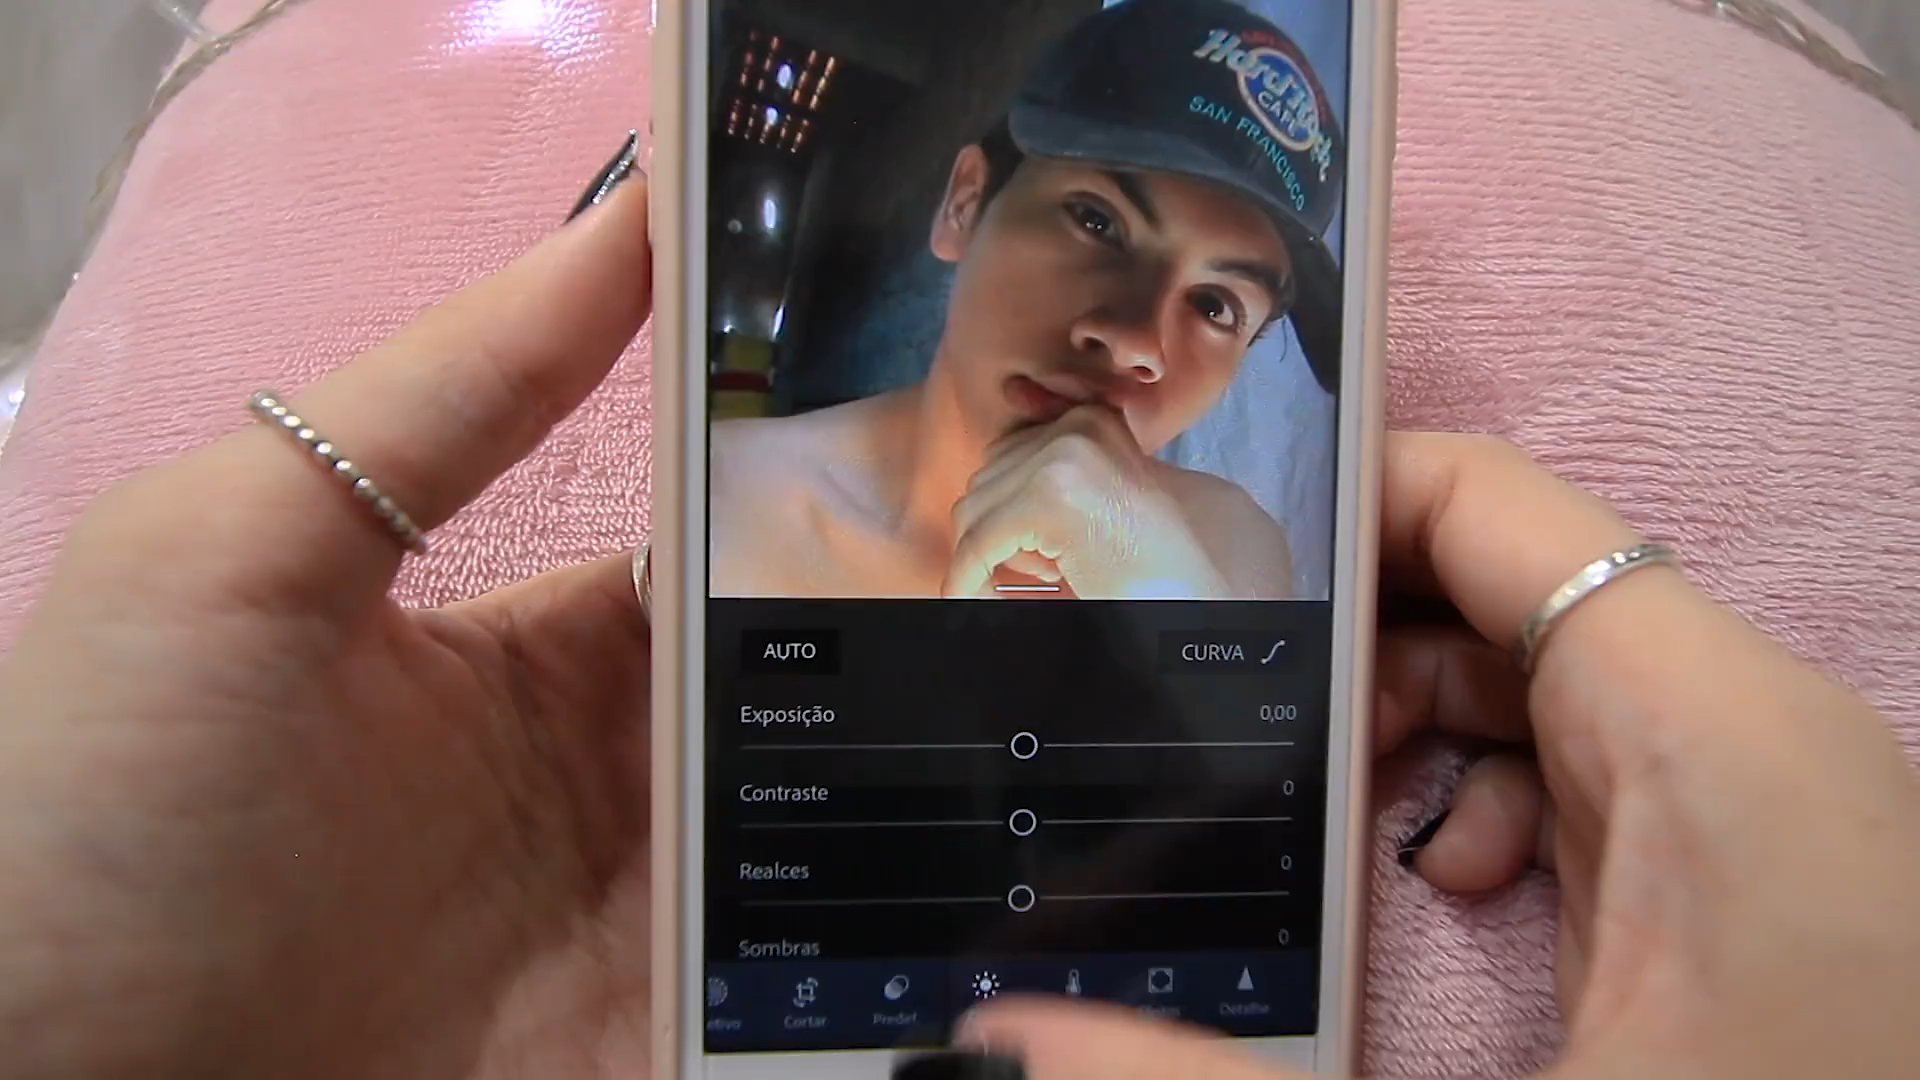 Hard Rock
CAFE
SAN FRANCISCO
AUTO
CURVA
Exposição 0,00
Contraste 0
Realces 0
Sombras 0
etivo Cortar Predef Detalhe